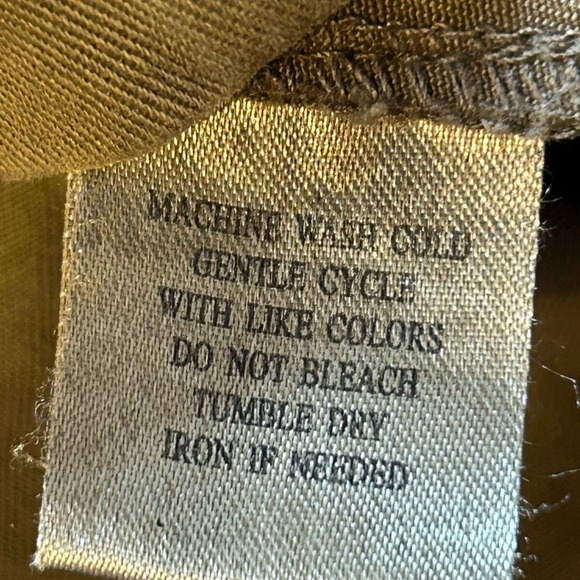 MACHINE WASH COLD
GENTLE CYCLE
WITH LIKE COLORS
DO NOT BLEACH
TUMBLE DRY
IRON IF NEEDED